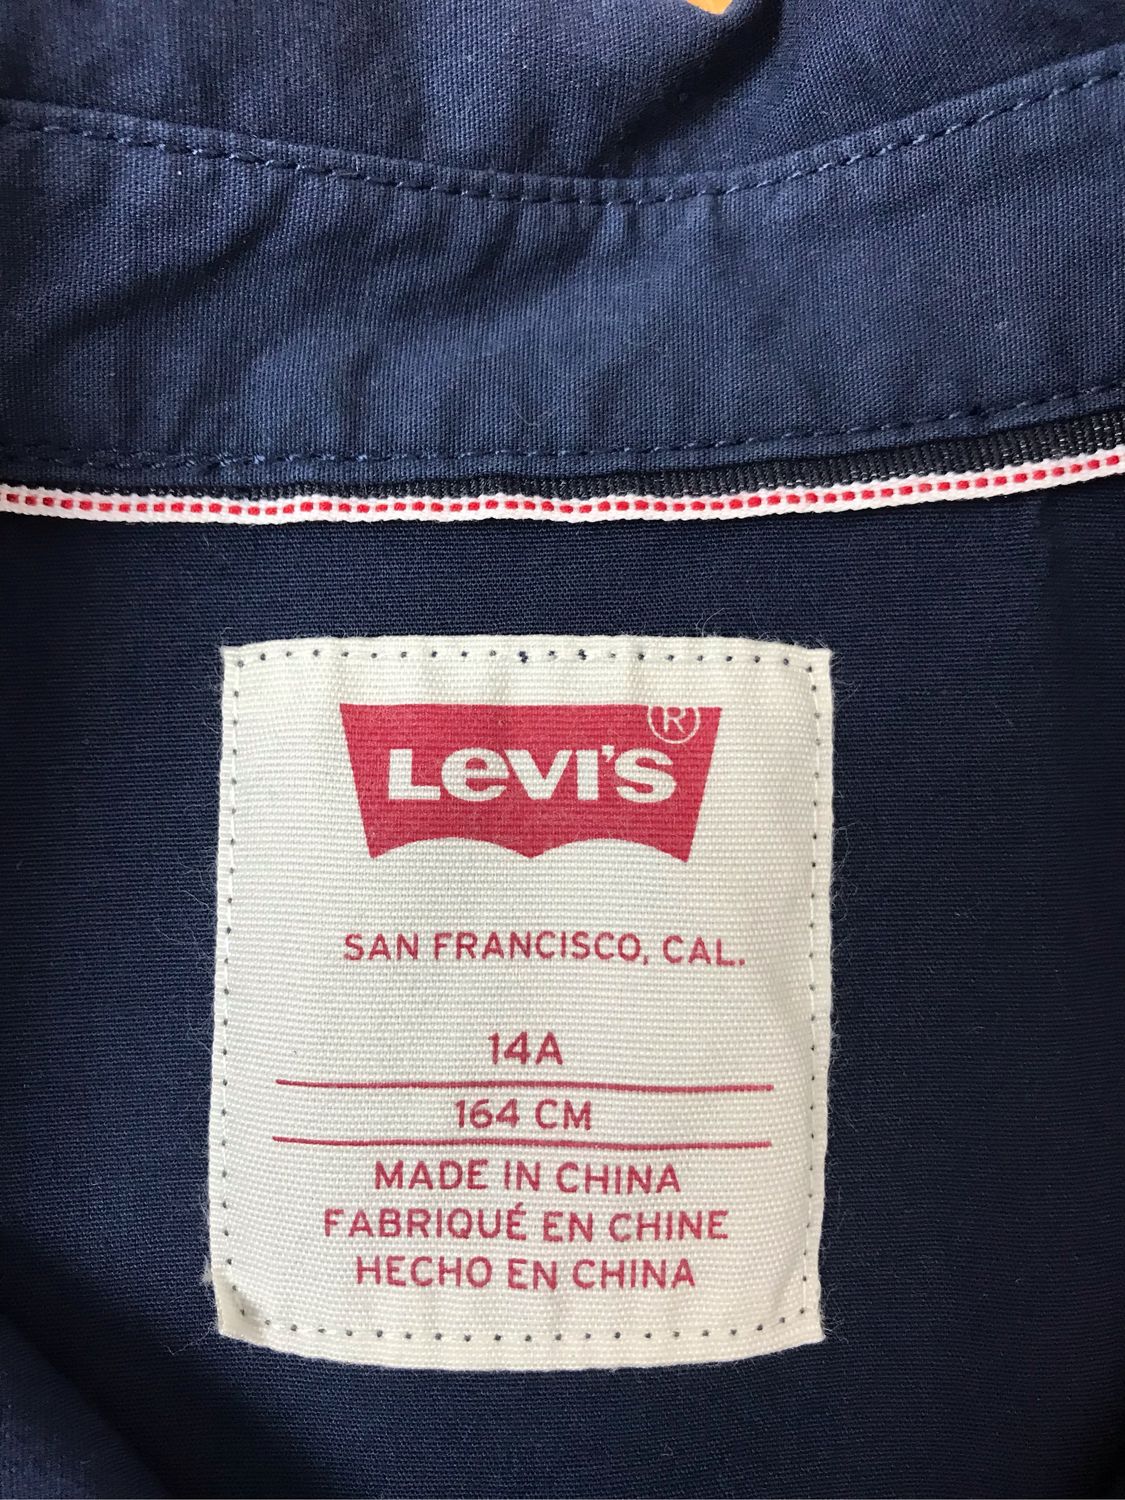 Levi's ®
SAN FRANCISCO, CAL.
14A
164 CM
MADE IN CHINA
FABRIQUÉ EN CHINE
HECHO EN CHINA